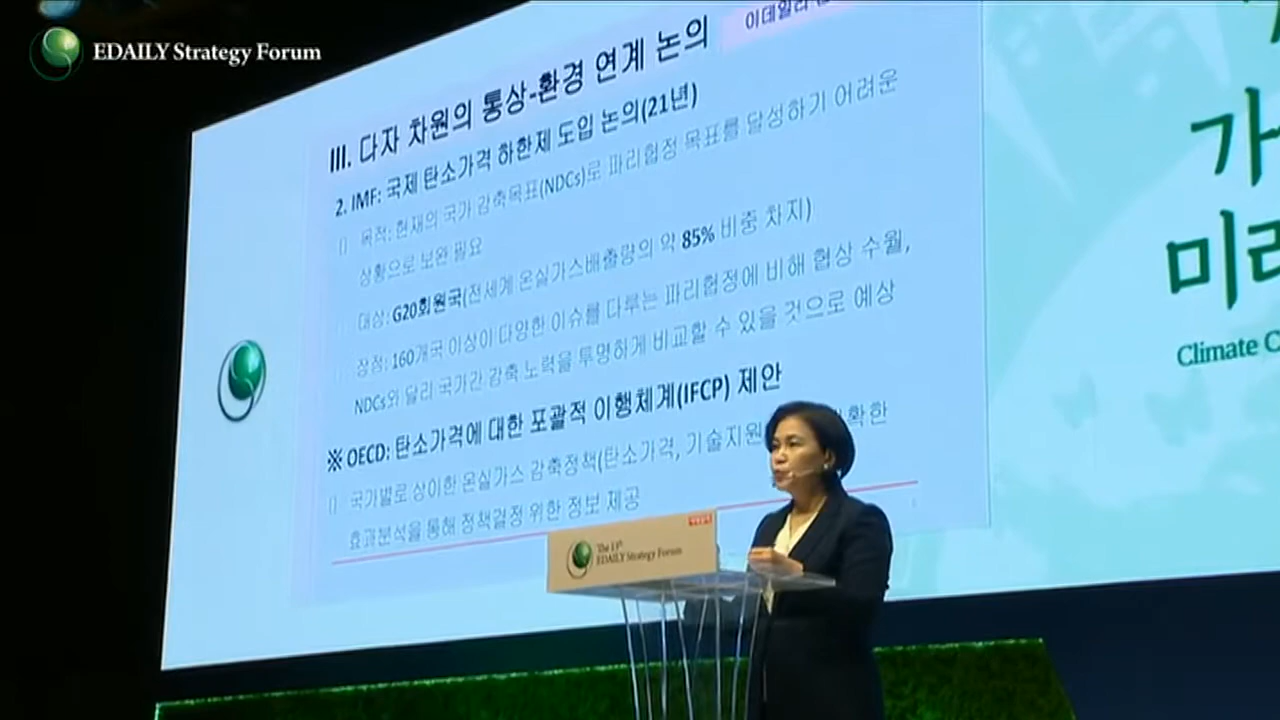 EDAILY Strategy Forum
이데일리
III. 다자 차원의 통상-환경 연계 논의
2. IMF: 국제 탄소가격 하한제 도입 논의(21년)
목적: 현재의 국가 감축목표(NDCs)로 파리협정 목표를 달성하기 어려운
상황으로 보완 필요
대상: G20회원국(전세계 온실가스배출량의 약 85% 비중 차지)
장점: 160개국 이상이 다양한 이슈를 다루는 파리협정에 비해 협상 수월,
NDCs와 달리 국가간 감축 노력을 투명하게 비교할 수 있을 것으로 예상
※ OECD: 탄소가격에 대한 포괄적 이행체계(IFCP) 제안
국가별로 상이한 온실가스 감축정책(탄소가격, 기술지원 확한
효과분석을 통해 정책결정 위한 정보 제공
가
미래
Climate C
The 13th
EDAILY Strategy Forum